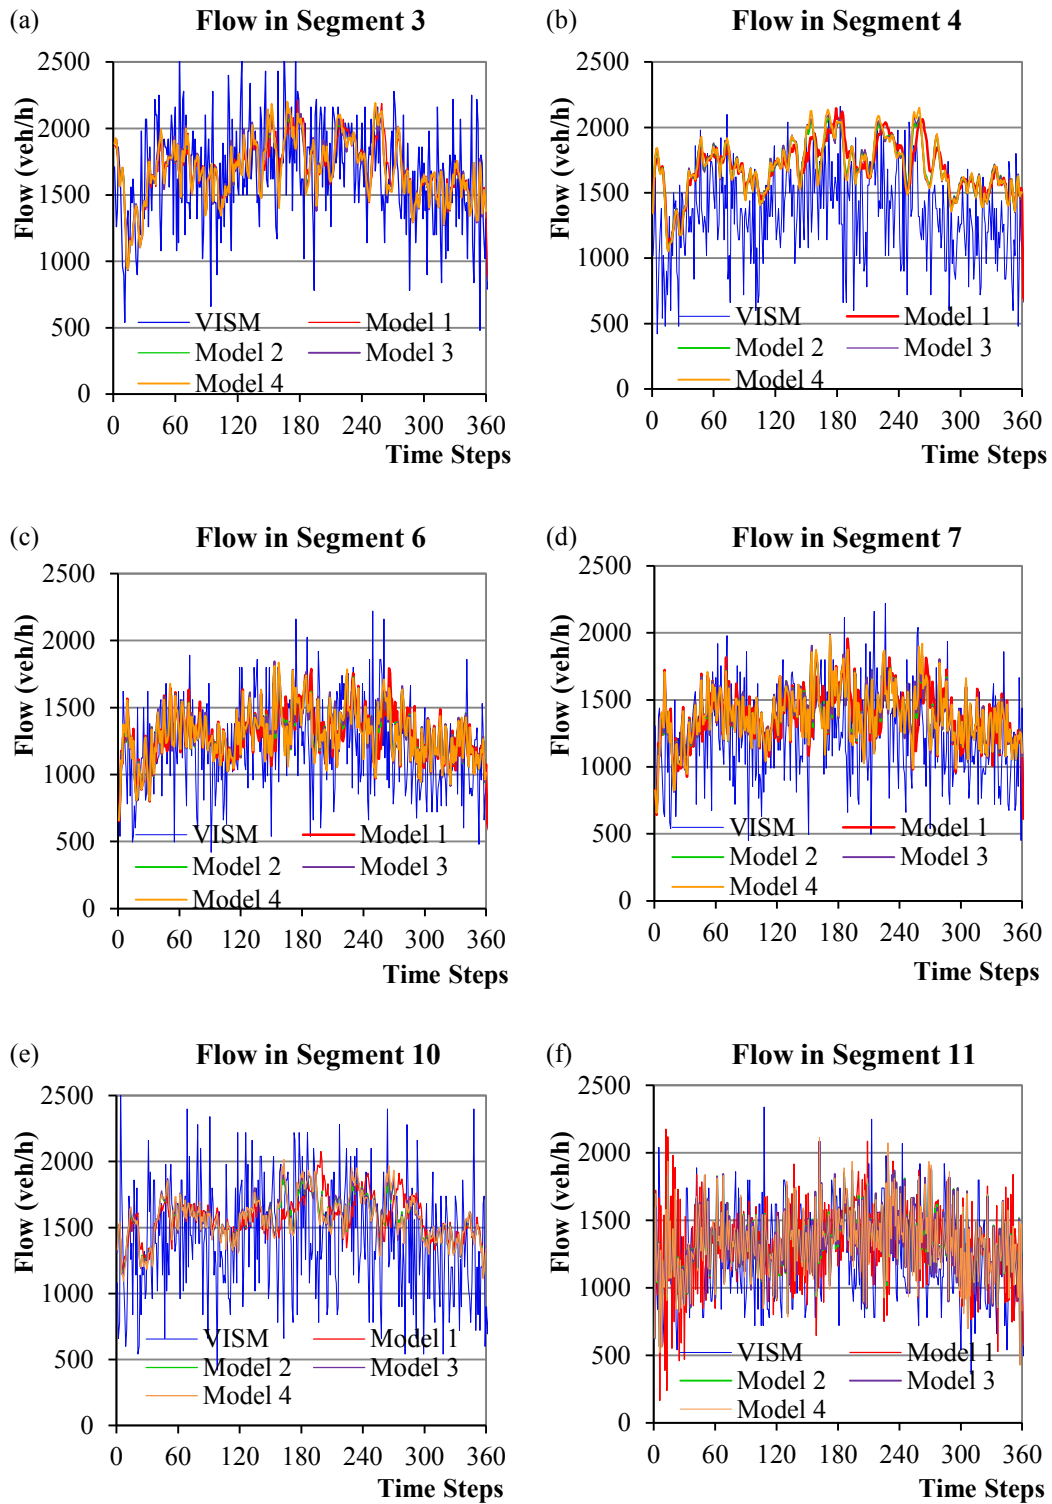 (a) Flow in Segment 3
Flow (veh/h)
2500
2000
1500
1000
500
0
VISM Model 1
Model 2 Model 3
Model 4
0 60 120 180 240 300 360
Time Steps
(b) Flow in Segment 4
Flow (veh/h)
2500
2000
1500
1000
500
0
VISM Model 1
Model 2 Model 3
Model 4
0 60 120 180 240 300 360
Time Steps
(c) Flow in Segment 6
Flow (veh/h)
2500
2000
1500
1000
500
0
VISM Model 1
Model 2 Model 3
Model 4
0 60 120 180 240 300 360
Time Steps
(d) Flow in Segment 7
Flow (veh/h)
2500
2000
1500
1000
500
0
VISM Model 1
Model 2 Model 3
Model 4
0 60 120 180 240 300 360
Time Steps
(e) Flow in Segment 10
Flow (veh/h)
2500
2000
1500
1000
500
0
VISM Model 1
Model 2 Model 3
Model 4
0 60 120 180 240 300 360
Time Steps
(f) Flow in Segment 11
Flow (veh/h)
2500
2000
1500
1000
500
0
VISM Model 1
Model 2 Model 3
Model 4
0 60 120 180 240 300 360
Time Steps